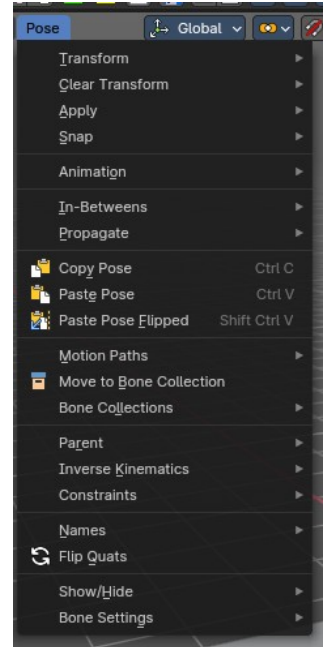 Pose Global
Transform
Clear Transform
Apply
Snap
Animation
In-Betweens
Propagate
Copy Pose Ctrl C
Paste Pose Ctrl V
Paste Pose Flipped Shift Ctrl V
Motion Paths
Move to Bone Collection
Bone Collections
Parent
Inverse Kinematics
Constraints
Names
Flip Quats
Show/Hide
Bone Settings